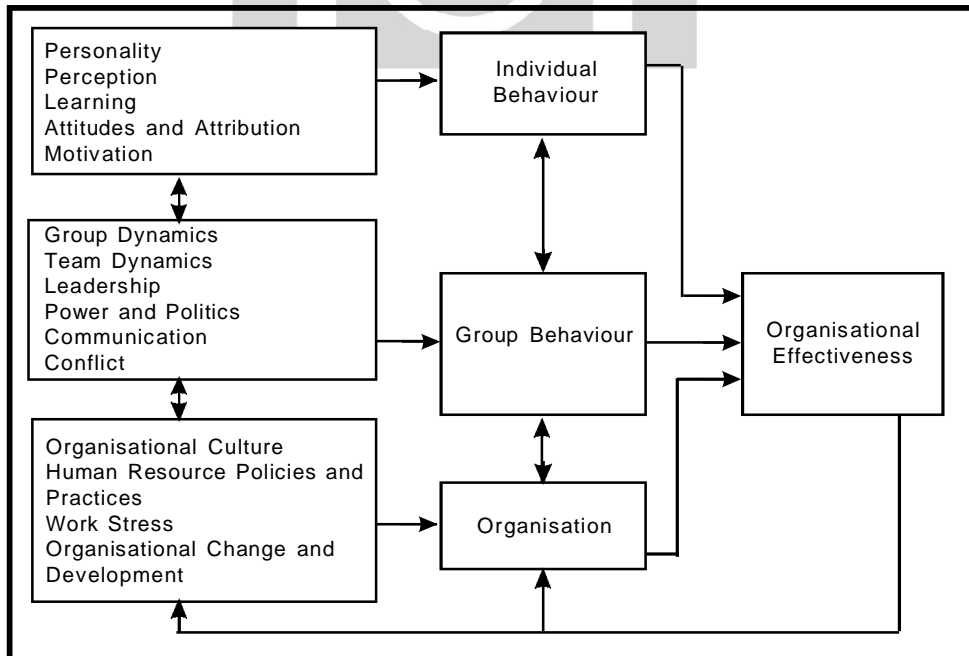 Personality
Perception
Learning
Attitudes and Attribution
Motivation
Individual
Behaviour
Group Dynamics
Team Dynamics
Leadership
Power and Politics
Communication
Conflict
Group Behaviour
Organisational
Effectiveness
Organisational Culture
Human Resource Policies and
Practices
Work Stress
Organisational Change and
Development
Organisation